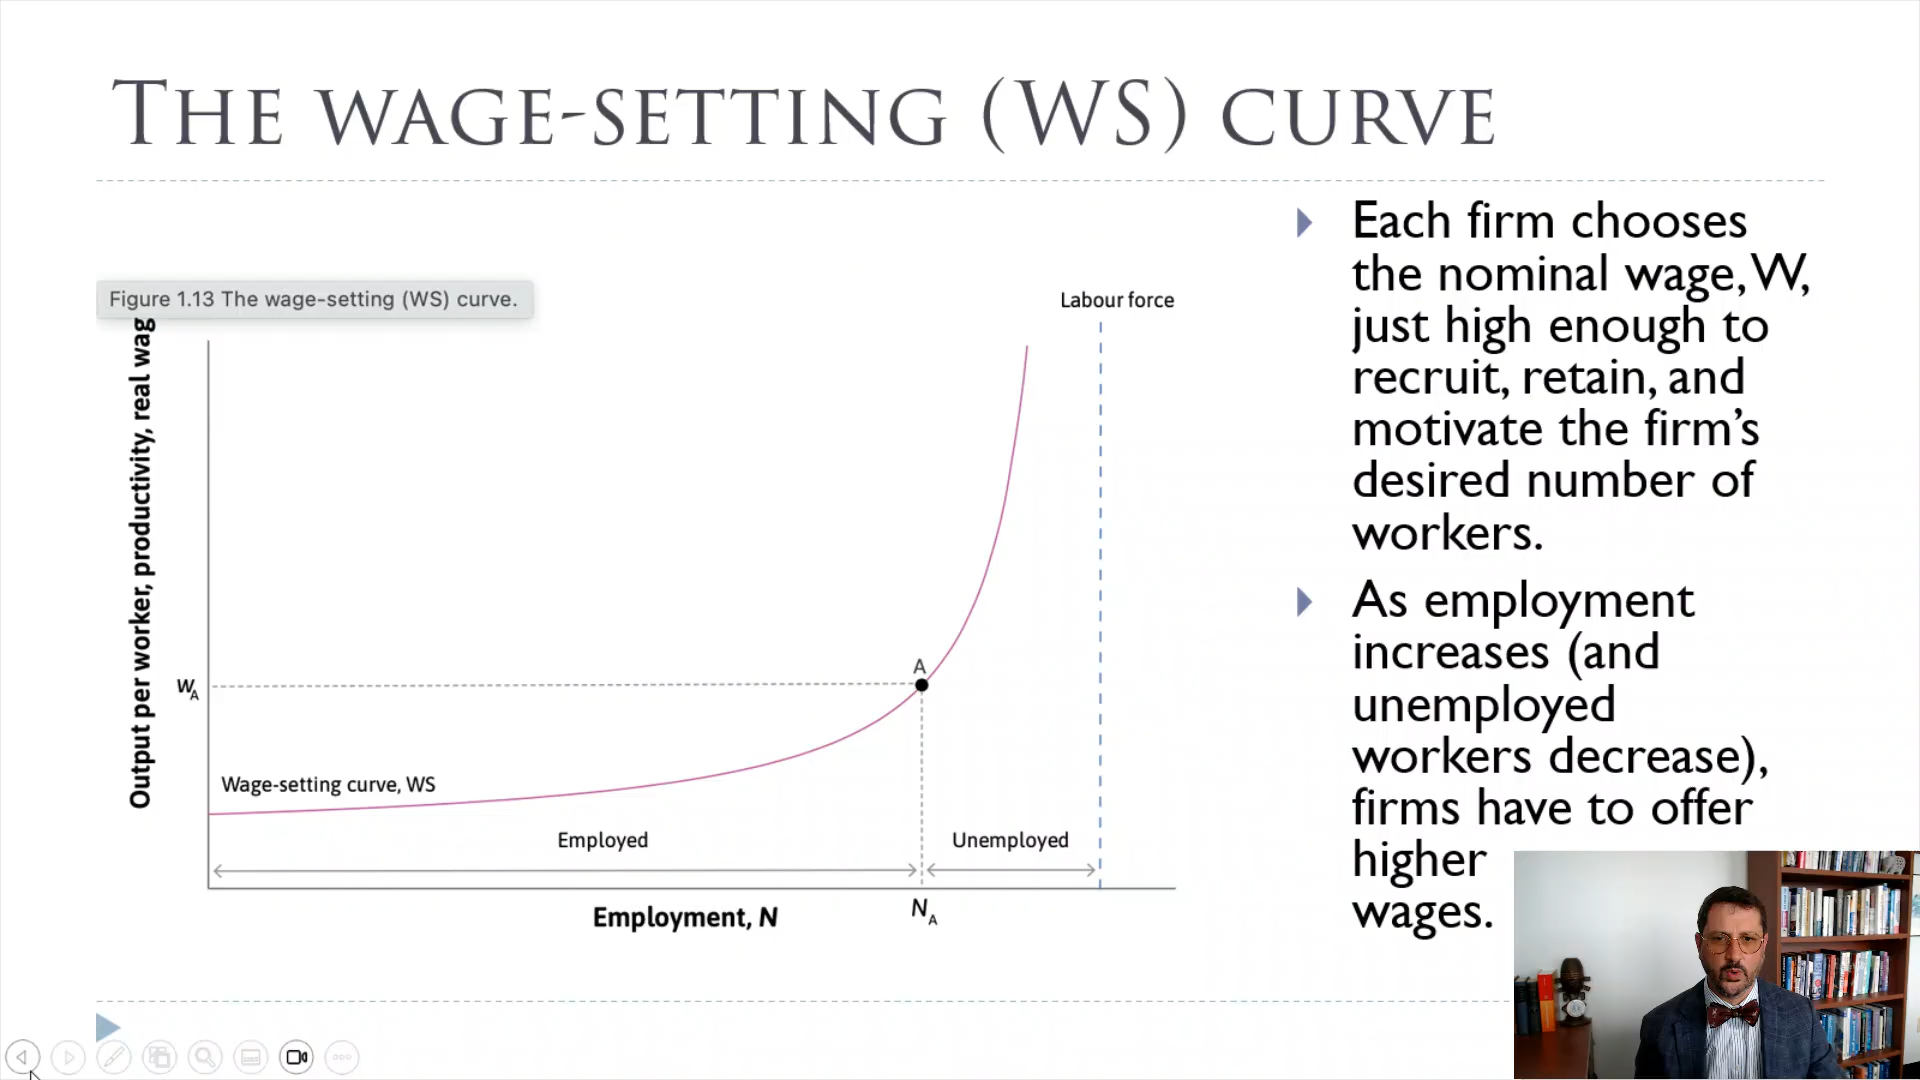 THE WAGE-SETTING (WS) CURVE
Figure 1.13 The wage-setting (WS) curve.
Output per worker, productivity, real wag
Labour force
W_A
A
Wage-setting curve, WS
Employed
Unemployed
N_A
Employment, N
Each firm chooses
the nominal wage, W,
just high enough to
recruit, retain, and
motivate the firm's
desired number of
workers.
As employment
increases (and
unemployed
workers decrease),
firms have to offer
higher
wages.